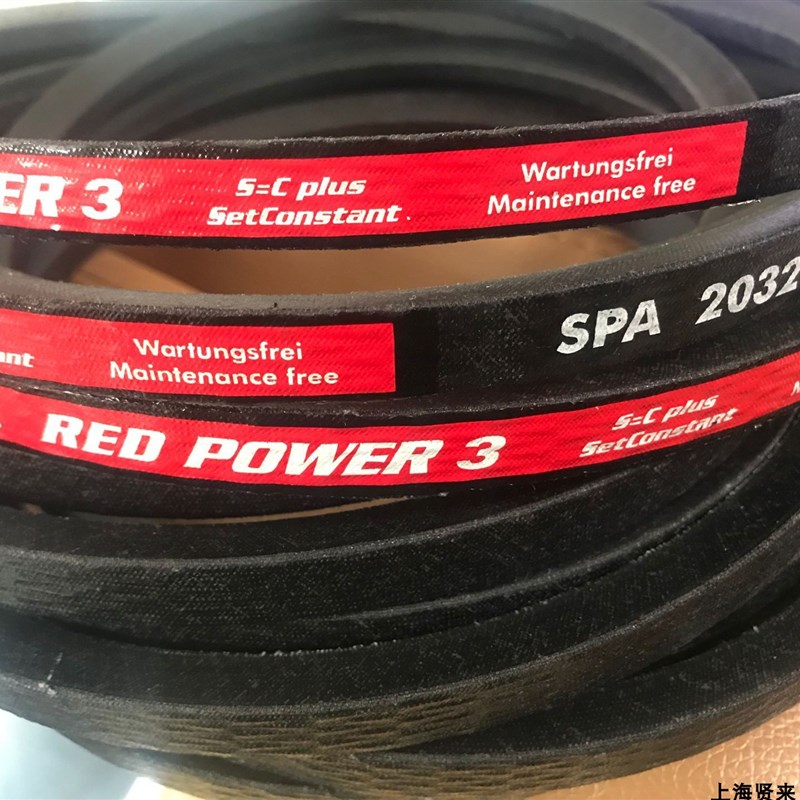 ER 3
S=C plus
SetConstant
Wartungsfrei
Maintenance free
Wartungsfrei
Maintenance free
SPA 2032
RED POWER 3
S=C plus
SetConstant
上海贤来